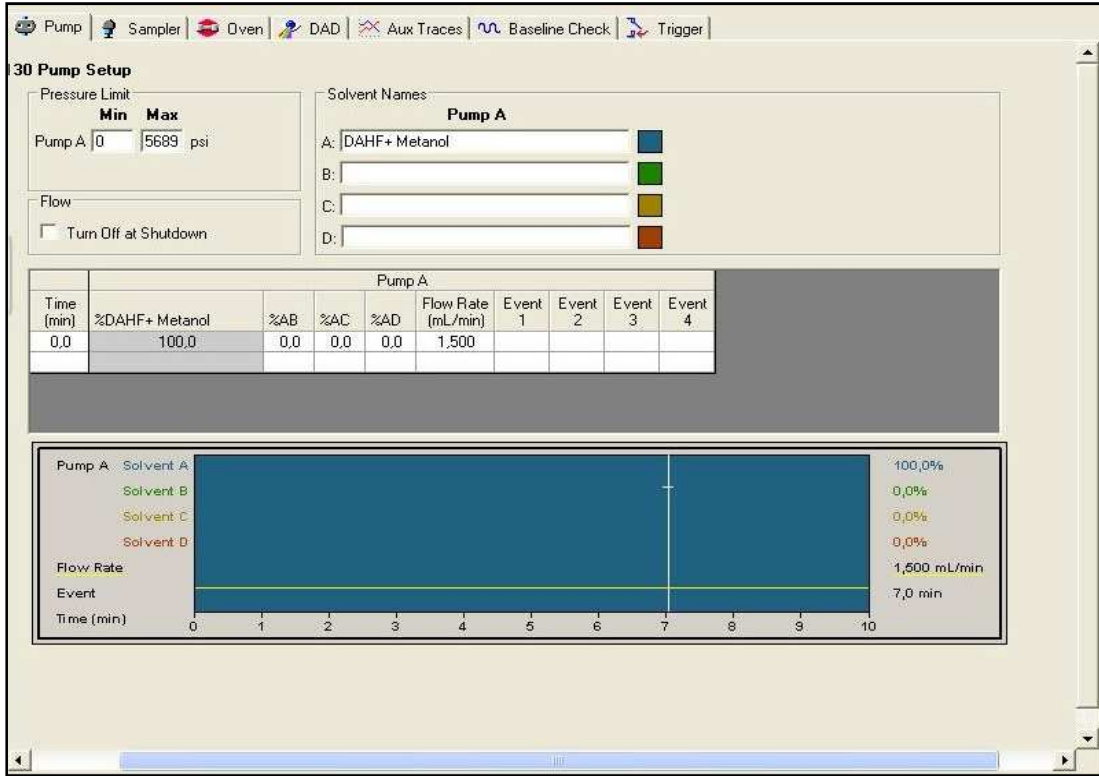 Pump Sampler Oven DAD Aux Traces Baseline Check Trigger
30 Pump Setup
Pressure Limit
Min Max
Pump A 0 5689 psi
Flow
Turn Off at Shutdown
Solvent Names
Pump A
A: DAHF+ Metanol
B:
C:
D:
Pump A
Time (min) %DAHF+ Metanol %AB %AC %AD Flow Rate (mL/min) Event 1 Event 2 Event 3 Event 4
0,0 100,0 0,0 0,0 0,0 1,500
Pump A Solvent A 100,0%
Solvent B 0,0%
Solvent C 0,0%
Solvent D 0,0%
Flow Rate 1,500 mL/min
Event 7,0 min
Time (min) 0 1 2 3 4 5 6 7 8 9 10